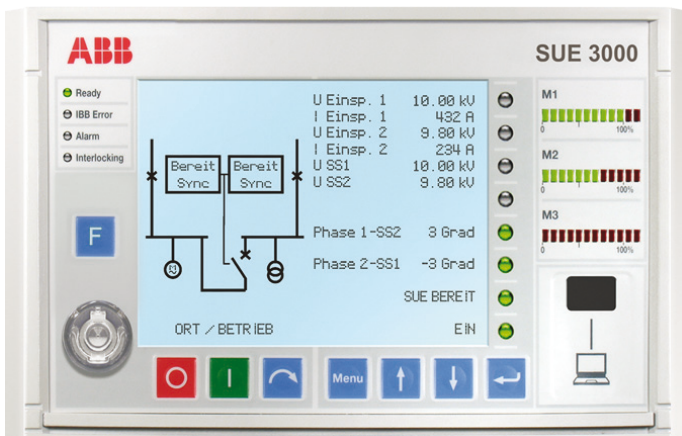 ABB
SUE 3000
Ready
IBB Error
Alarm
Interlocking
F
U Einsp. 1 10.00 kV
I Einsp. 1 432 A
U Einsp. 2 9.80 kV
I Einsp. 2 234 A
U SS1 10.00 kV
U SS2 9.80 kV
Bereit Bereit
Sync Sync
Phase 1-SS2 3 Grad
Phase 2-SS1 -3 Grad
SUE BEREIT
ORT / BETRIEB EIN
M1
0 100%
M2
0 100%
M3
0 100%
Menu